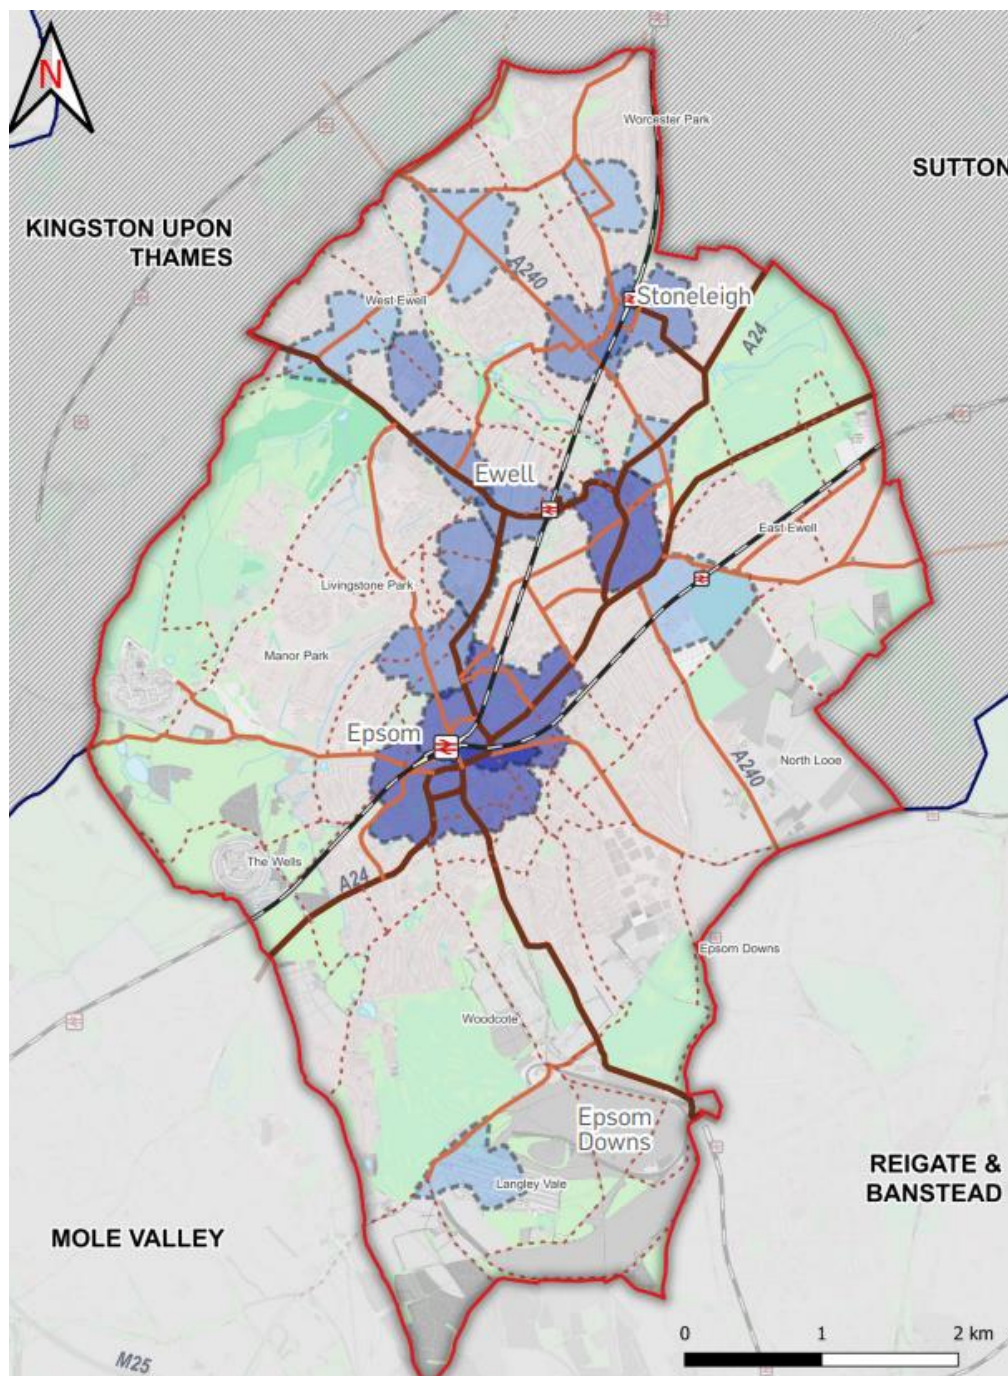 N
Worcester Park
SUTTON
KINGSTON UPON
THAMES
A240
Stoneleigh
West Ewell
A24
Ewell
East Ewell
Livingstone Park
Manor Park
Epsom
North Looe
A240
The Wells
A24
Epsom Downs
Woodcote
Epsom
Downs
REIGATE &
BANSTEAD
Langley Vale
MOLE VALLEY
0 1 2 km
M25